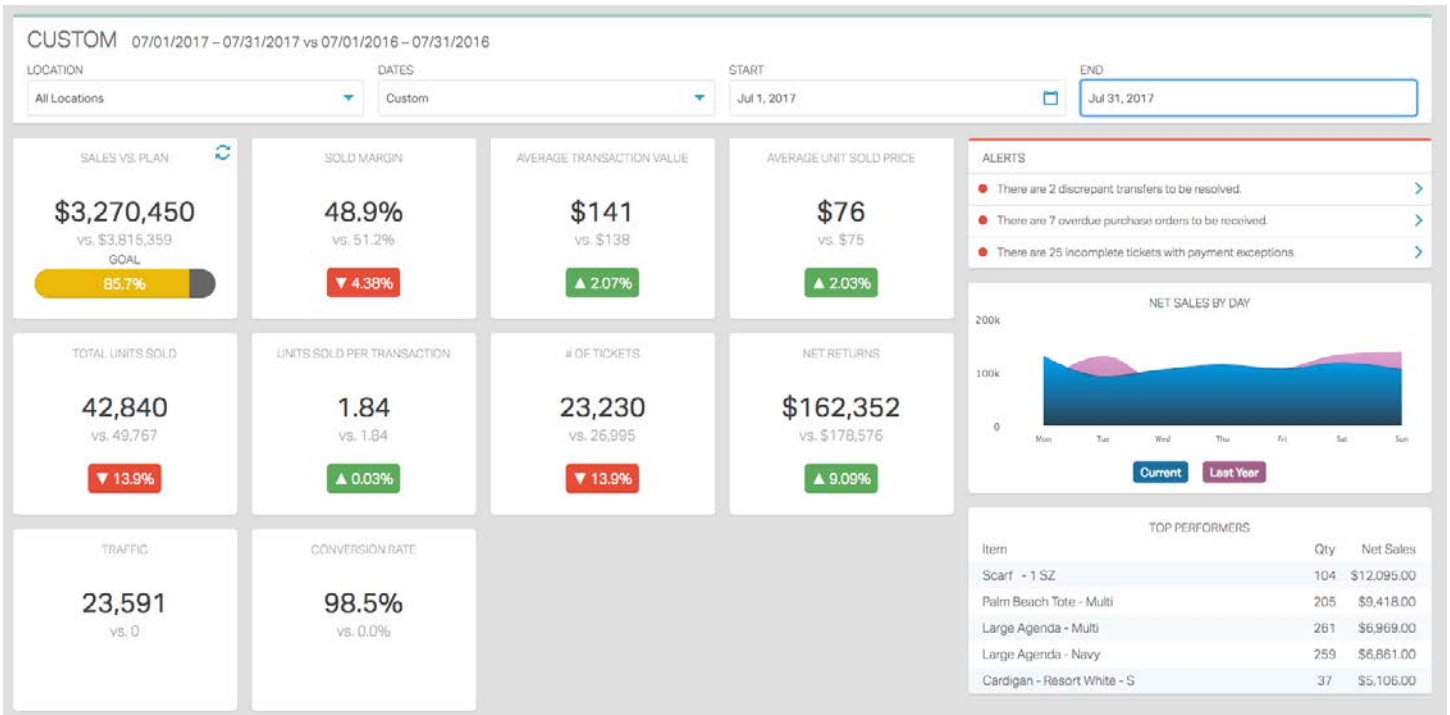 CUSTOM 07/01/2017 – 07/31/2017 vs 07/01/2016 – 07/31/2016
LOCATION DATES START END
All Locations Custom Jul 1, 2017 Jul 31, 2017
SALES VS. PLAN
$3,270,450
vs. $3,815,359
GOAL
85.7%
SOLD MARGIN
48.9%
vs. 51.2%
▼ 4.38%
AVERAGE TRANSACTION VALUE
$141
vs. $138
▲ 2.07%
AVERAGE UNIT SOLD PRICE
$76
vs. $75
▲ 2.03%
TOTAL UNITS SOLD
42,840
vs. 49,767
▼ 13.9%
UNITS SOLD PER TRANSACTION
1.84
vs. 1.84
▲ 0.03%
# OF TICKETS
23,230
vs. 26,995
▼ 13.9%
NET RETURNS
$162,352
vs. $178,576
▲ 9.09%
TRAFFIC
23,591
vs. 0
CONVERSION RATE
98.5%
vs. 0.0%
ALERTS
There are 2 discrepant transfers to be resolved.
There are 7 overdue purchase orders to be received.
There are 25 incomplete tickets with payment exceptions.
NET SALES BY DAY
200k
100k
0
Mon Tue Wed Thu Fri Sat Sun
Current Last Year
TOP PERFORMERS
Item Qty Net Sales
Scarf - 1 SZ 104 $12,095.00
Palm Beach Tote - Multi 205 $9,418.00
Large Agenda - Multi 261 $6,969.00
Large Agenda - Navy 259 $6,861.00
Cardigan - Resort White - S 37 $5,106.00